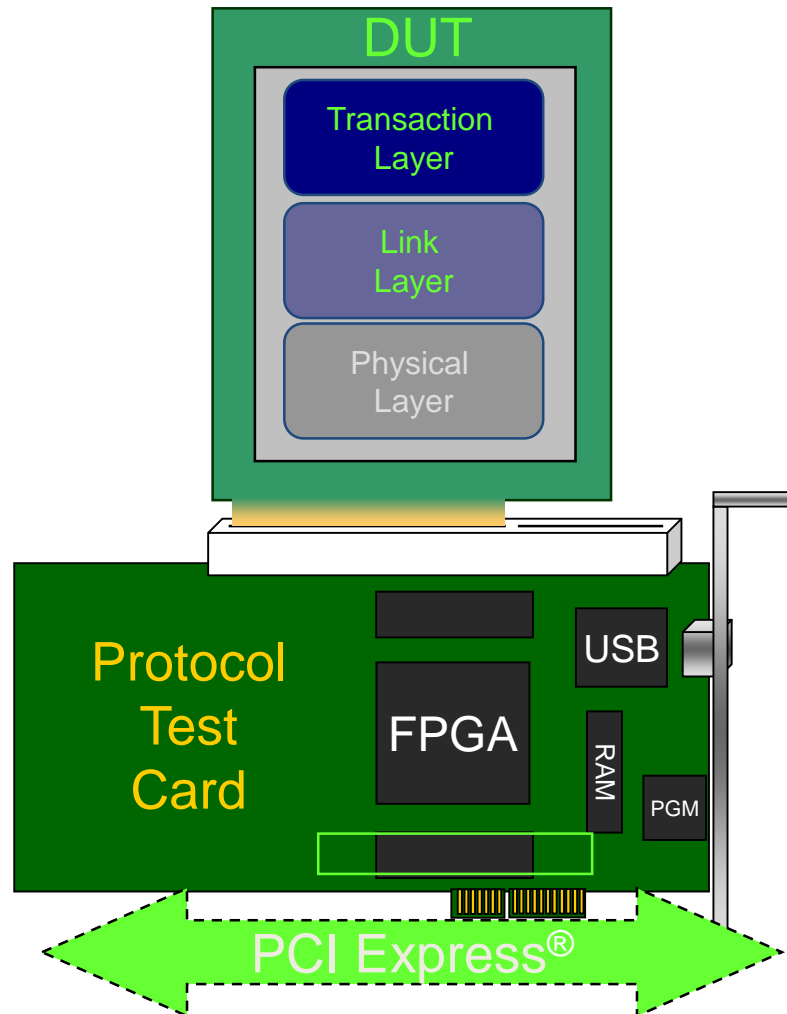 DUT
Transaction
Layer
Link
Layer
Physical
Layer
Protocol
Test
Card
USB
FPGA
RAM
PGM
PCI Express®